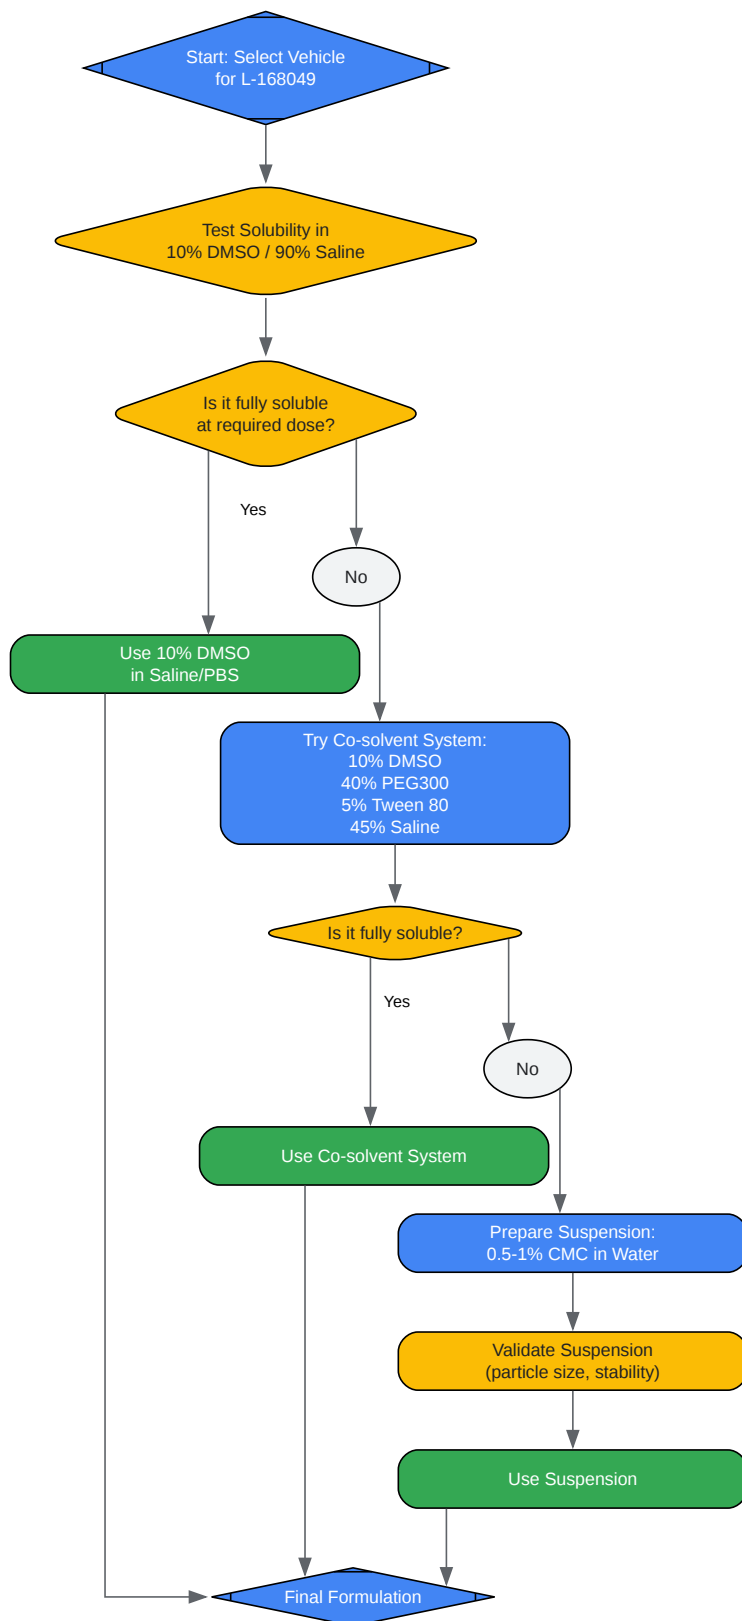 Start: Select Vehicle
for L-168049
Test Solubility in
10% DMSO / 90% Saline
Is it fully soluble
at required dose?
Yes
No
Use 10% DMSO
in Saline/PBS
Try Co-solvent System:
10% DMSO
40% PEG300
5% Tween 80
45% Saline
Is it fully soluble?
Yes
No
Use Co-solvent System
Prepare Suspension:
0.5-1% CMC in Water
Validate Suspension
(particle size, stability)
Use Suspension
Final Formulation